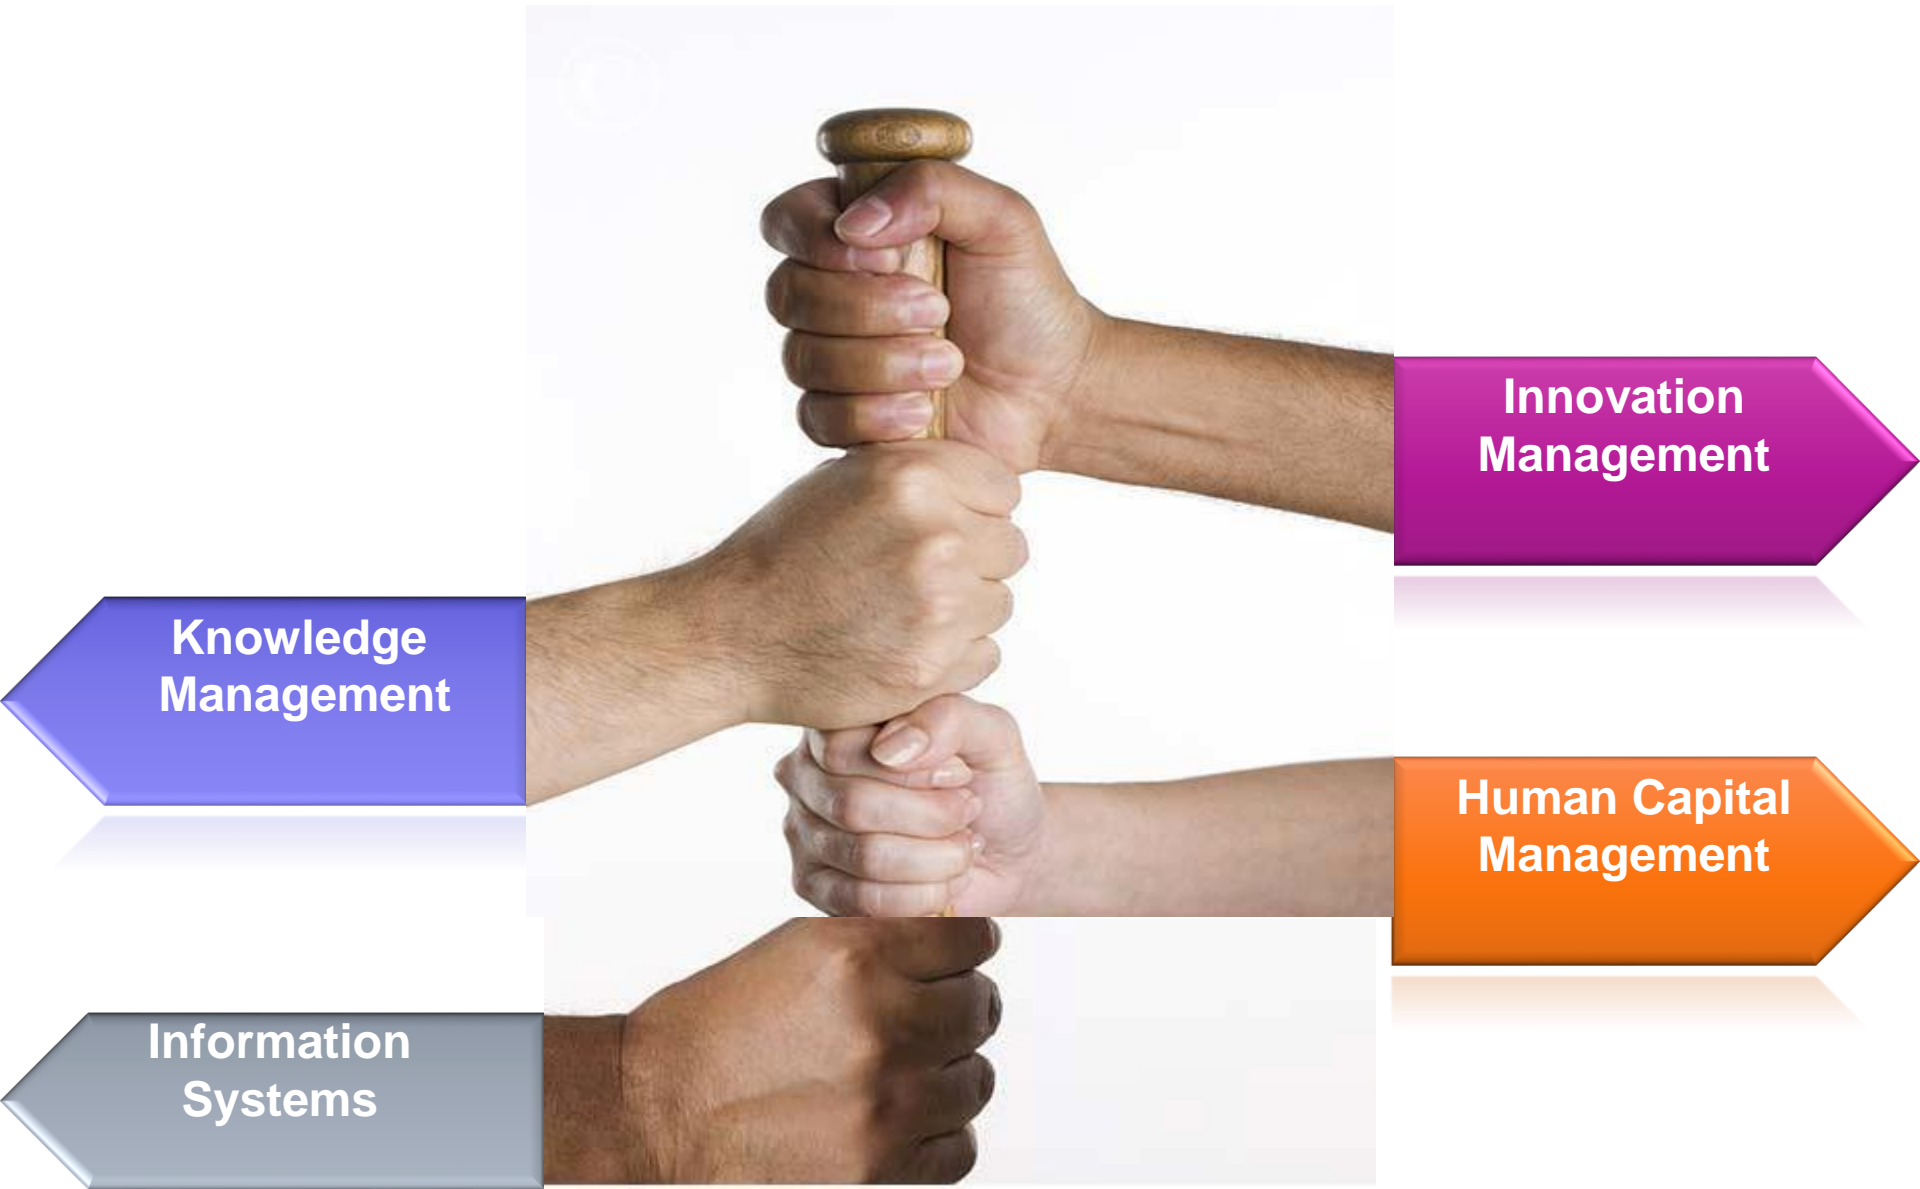 Innovation
Management
Knowledge
Management
Human Capital
Management
Information
Systems